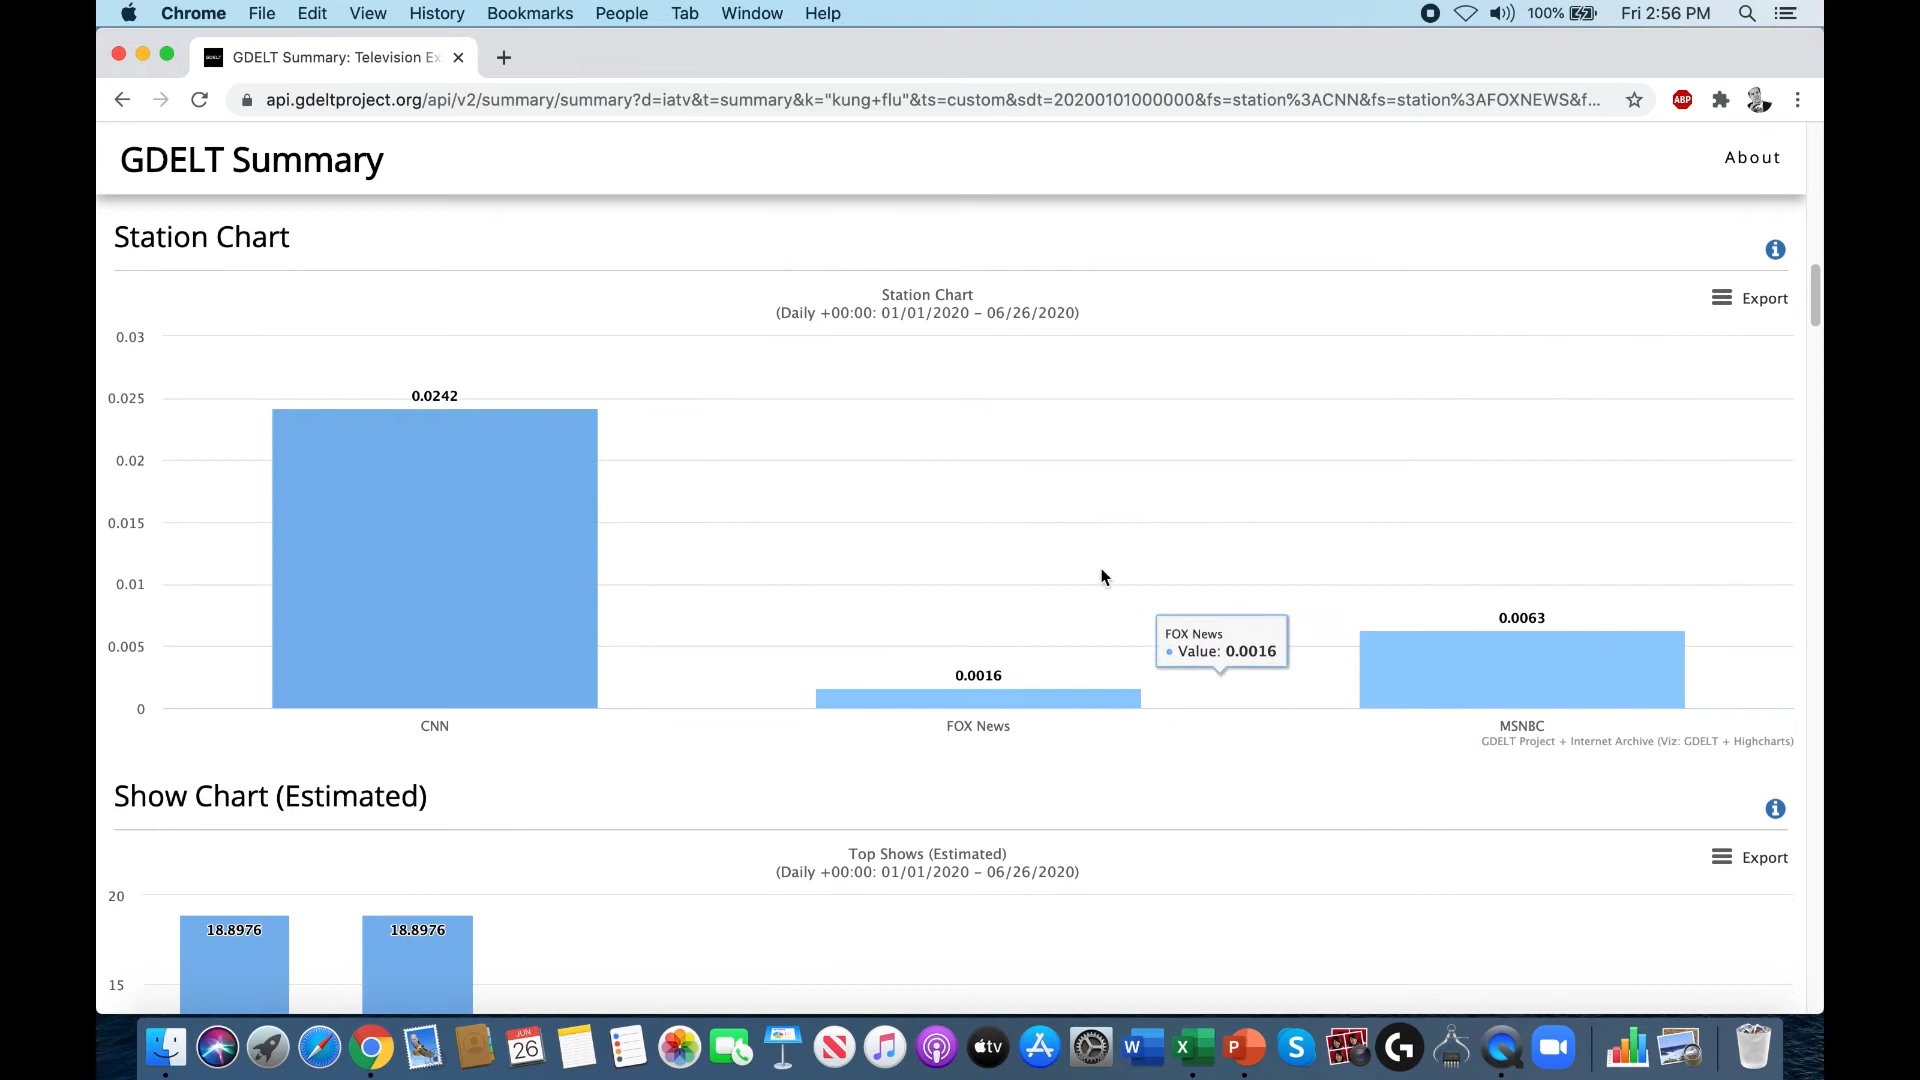 Chrome File Edit View History Bookmarks People Tab Window Help 100% Fri 2:56 PM
GDELT Summary: Television Ex
api.gdeltproject.org/api/v2/summary/summary?d=iatv&t=summary&k="kung+flu"&ts=custom&sdt=20200101000000&fs=station%3ACNN&fs=station%3AFOXNEWS&f...
ABP
GDELT Summary
About
Station Chart
Station Chart
(Daily +00:00: 01/01/2020 - 06/26/2020)
Export
0.03
0.025
0.02
0.015
0.01
0.005
0
0.0242
0.0016
0.0063
FOX News
Value: 0.0016
CNN
FOX News
MSNBC
GDELT Project + Internet Archive (Viz: GDELT + Highcharts)
Show Chart (Estimated)
Top Shows (Estimated)
(Daily +00:00: 01/01/2020 - 06/26/2020)
Export
20
15
18.8976
18.8976
JUN
26
tv
W
X
P
S